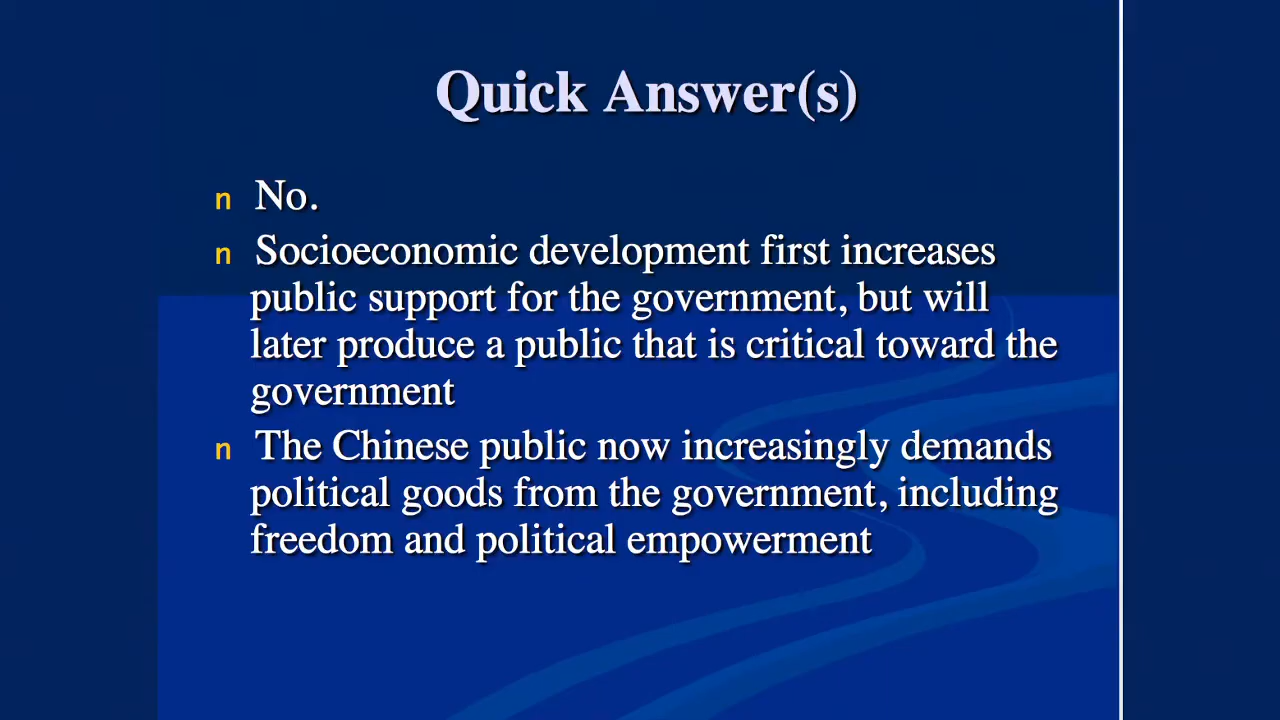 Quick Answer(s)
n No.
n Socioeconomic development first increases
public support for the government, but will
later produce a public that is critical toward the
government
n The Chinese public now increasingly demands
political goods from the government, including
freedom and political empowerment